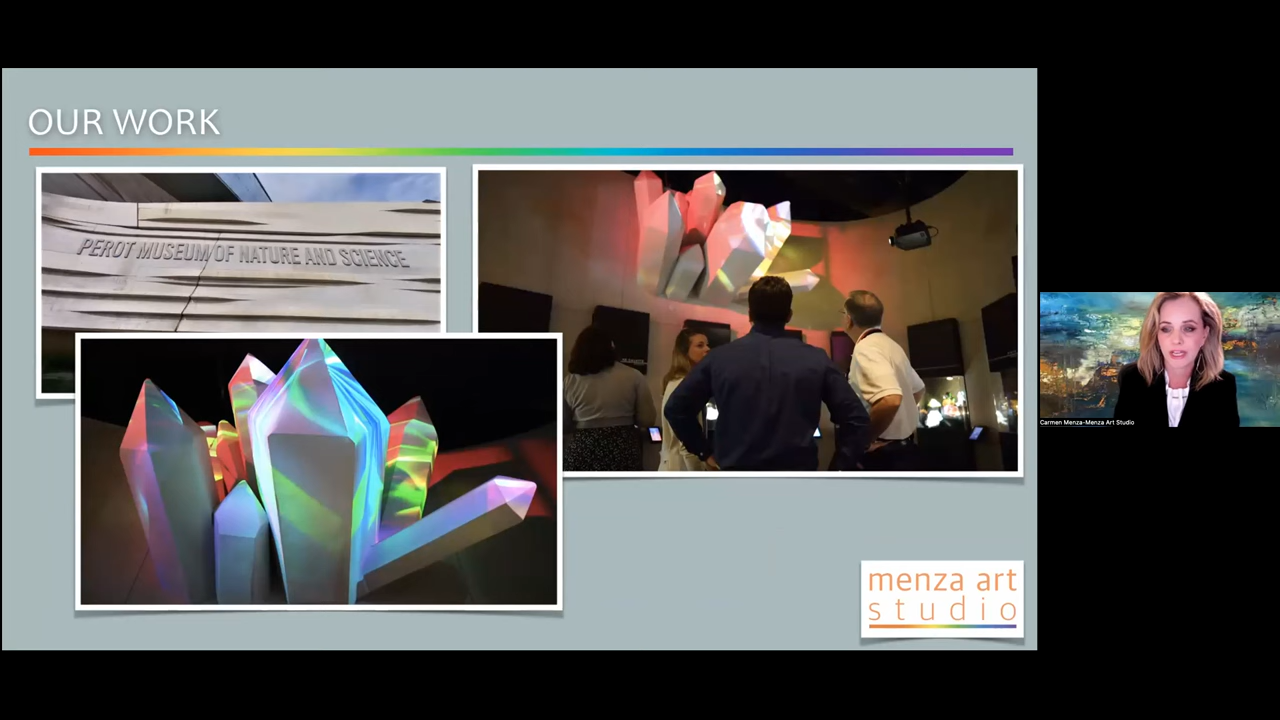 OUR WORK
PEROT MUSEUM OF NATURE AND SCIENCE
Carmen Menza-Menza Art Studio
menza art
studio